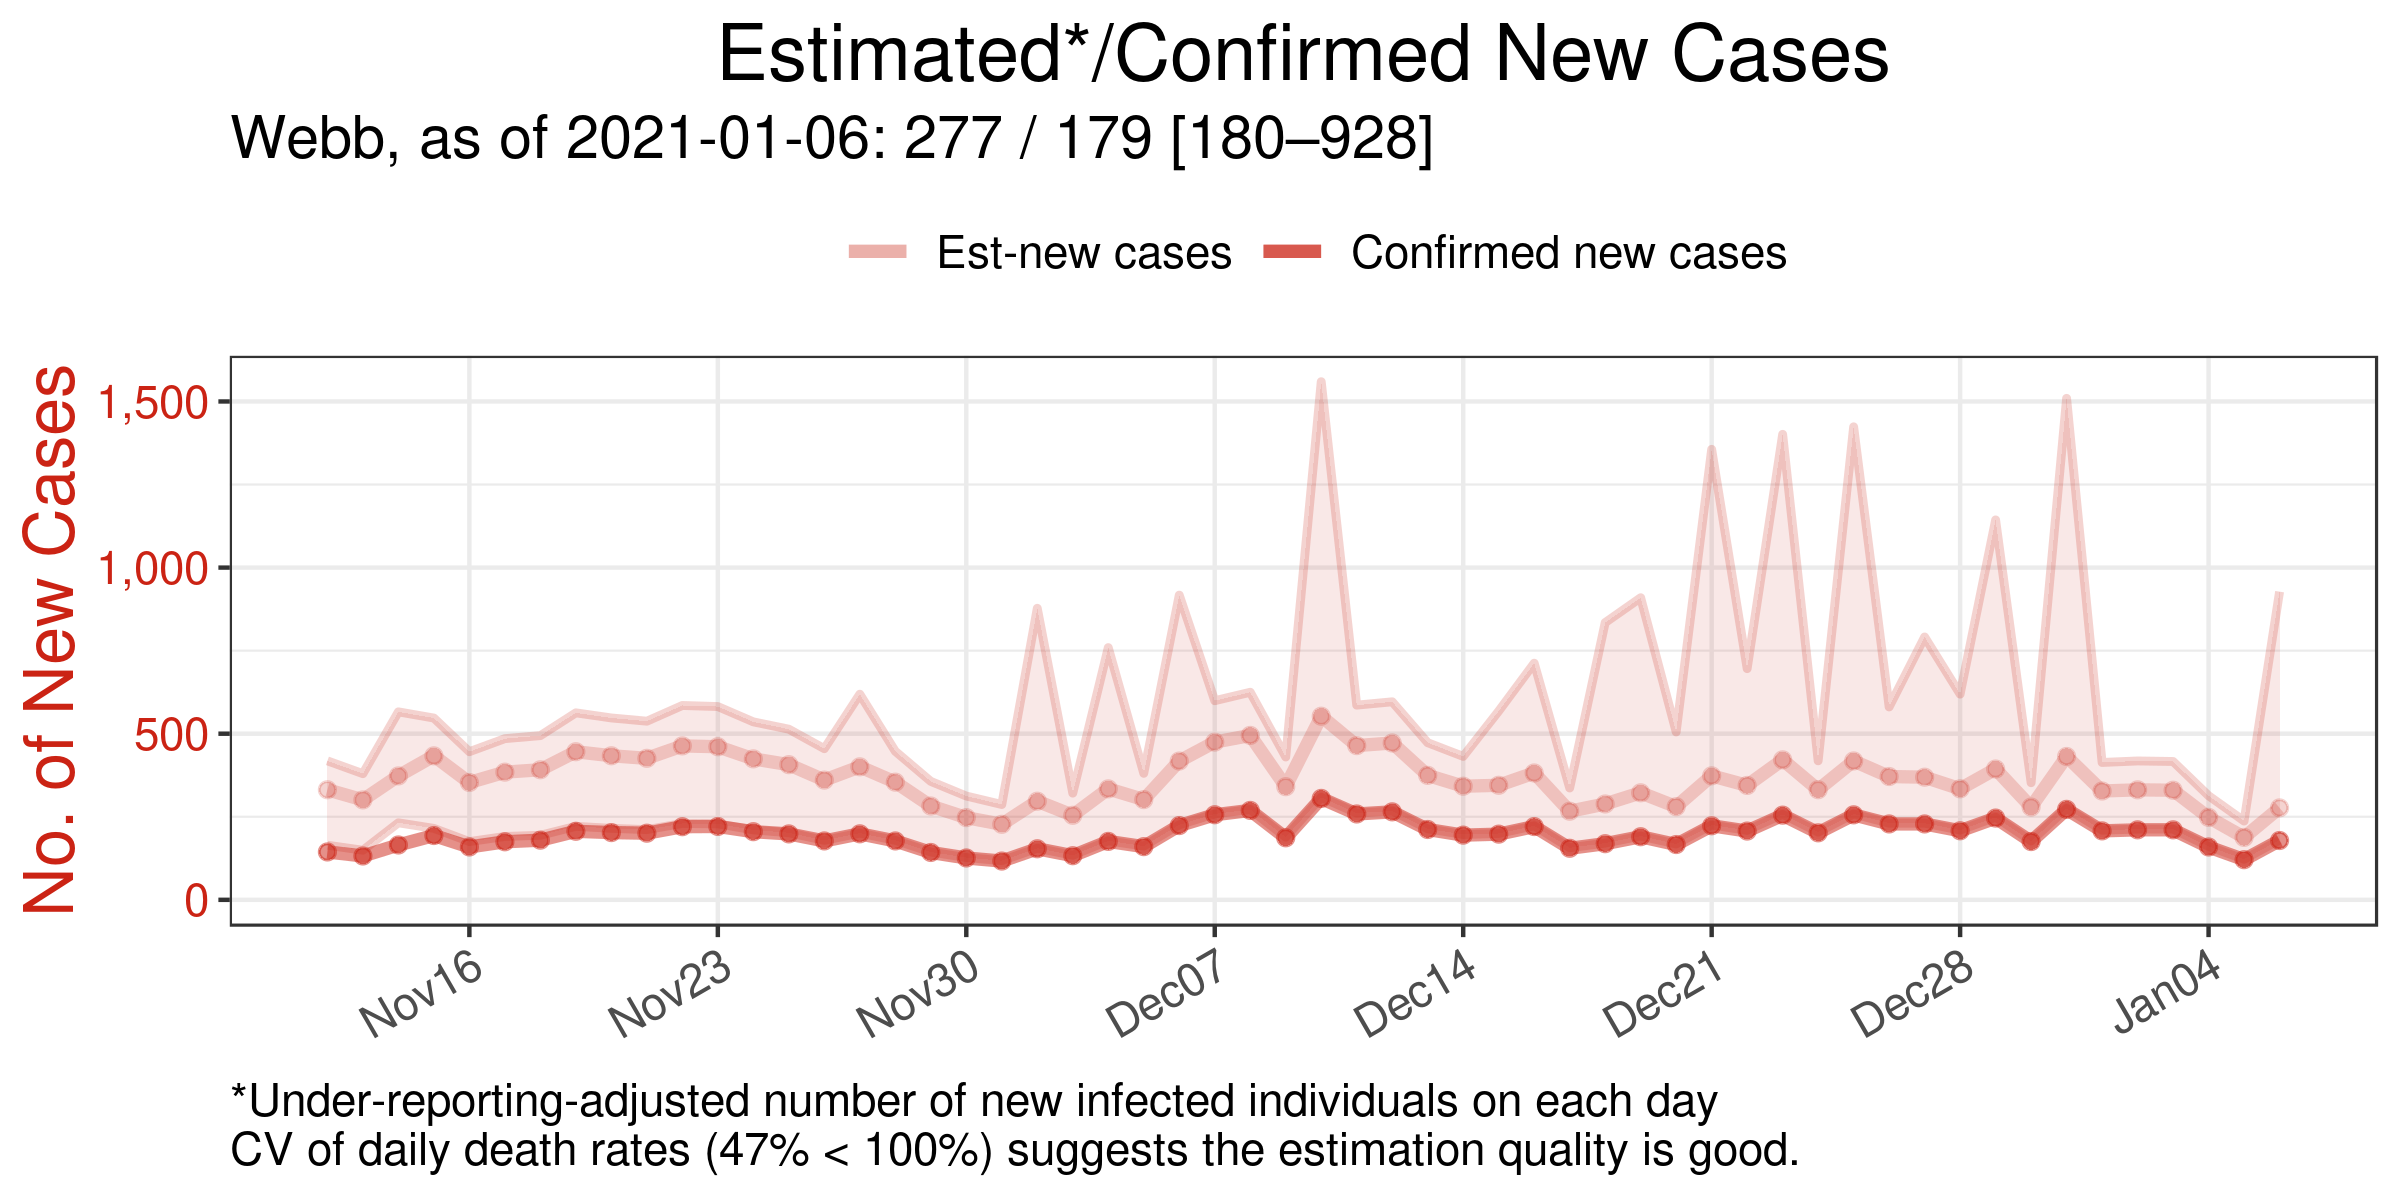 Estimated*/Confirmed New Cases
Webb, as of 2021-01-06: 277 / 179 [180–928]
Est-new cases
Confirmed new cases
No. of New Cases
1,500
1,000
500
0
Nov16
Nov23
Nov30
Dec07
Dec14
Dec21
Dec28
Jan04
*Under-reporting-adjusted number of new infected individuals on each day
CV of daily death rates (47% < 100%) suggests the estimation quality is good.